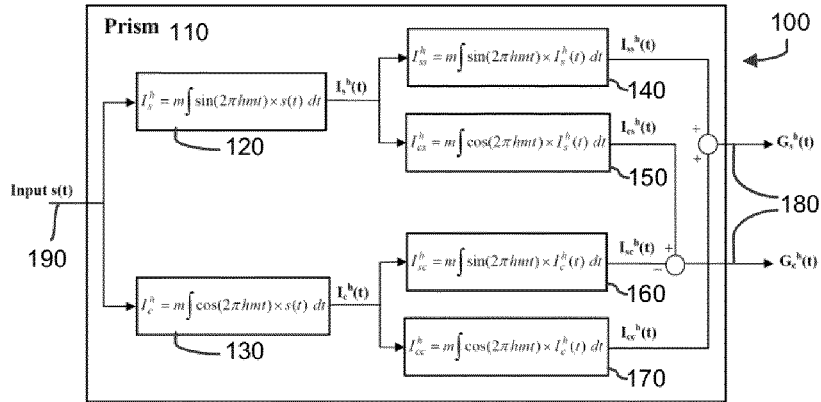 Prism 110
100
I_s^h = m∫sin(2πhmt)×s(t) dt
120
I_s^h(t)
I_ss^h = m∫sin(2πhmt)×I_s^h(t) dt
140
I_ss^h(t)
I_cs^h = m∫cos(2πhmt)×I_s^h(t) dt
150
I_cs^h(t)
+
+
G_s^h(t)
180
Input s(t)
190
I_c^h = m∫cos(2πhmt)×s(t) dt
130
I_c^h(t)
I_sc^h = m∫sin(2πhmt)×I_c^h(t) dt
160
I_sc^h(t)
+
−
G_c^h(t)
I_cc^h = m∫cos(2πhmt)×I_c^h(t) dt
170
I_cc^h(t)